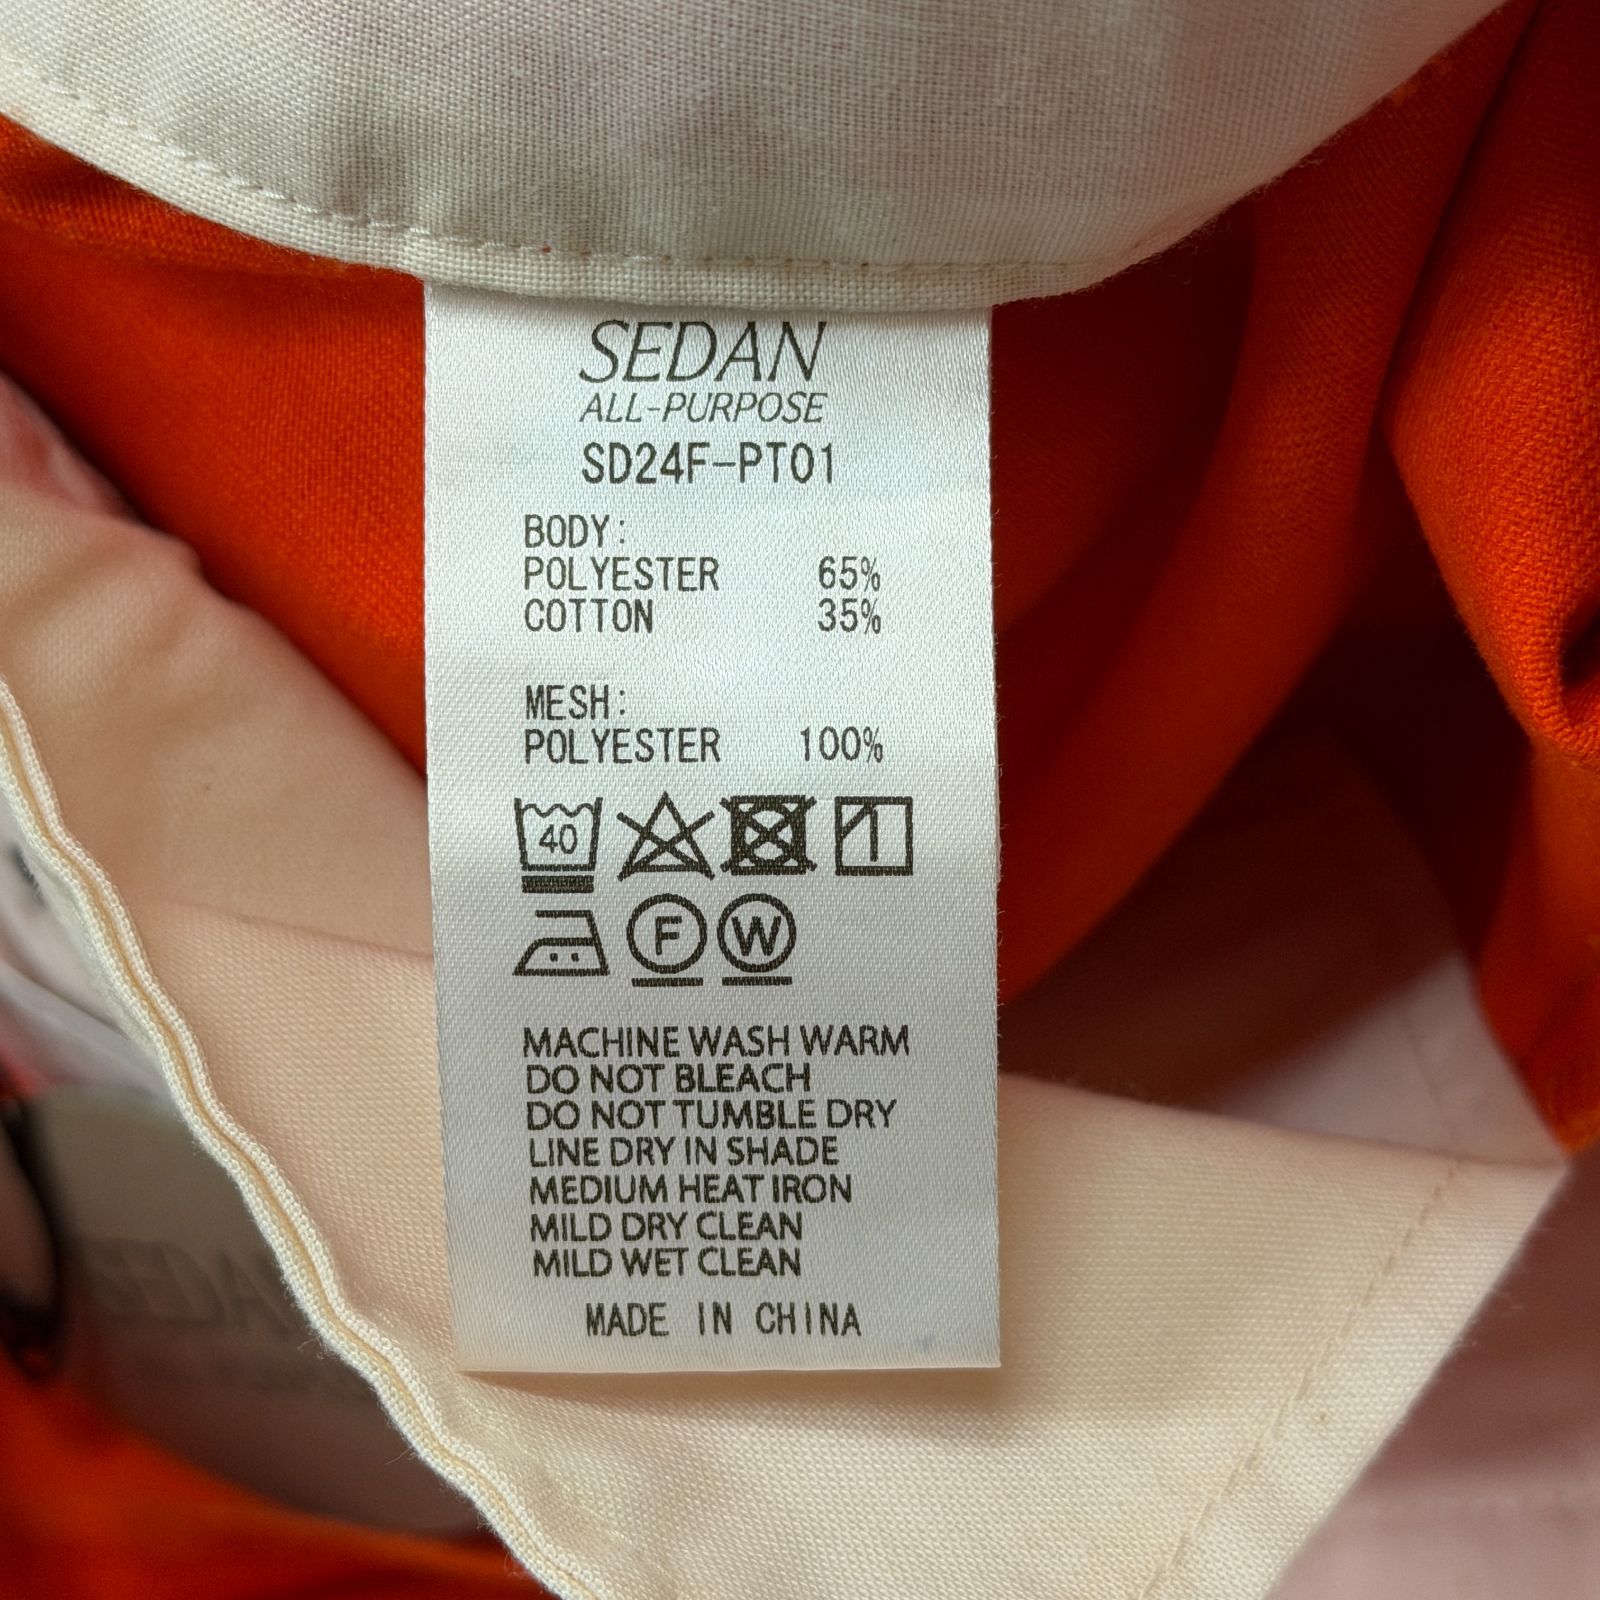 SEDAN
ALL-PURPOSE
SD24F-PT01
BODY:
POLYESTER 65%
COTTON 35%
MESH:
POLYESTER 100%
40
F W
MACHINE WASH WARM
DO NOT BLEACH
DO NOT TUMBLE DRY
LINE DRY IN SHADE
MEDIUM HEAT IRON
MILD DRY CLEAN
MILD WET CLEAN
MADE IN CHINA